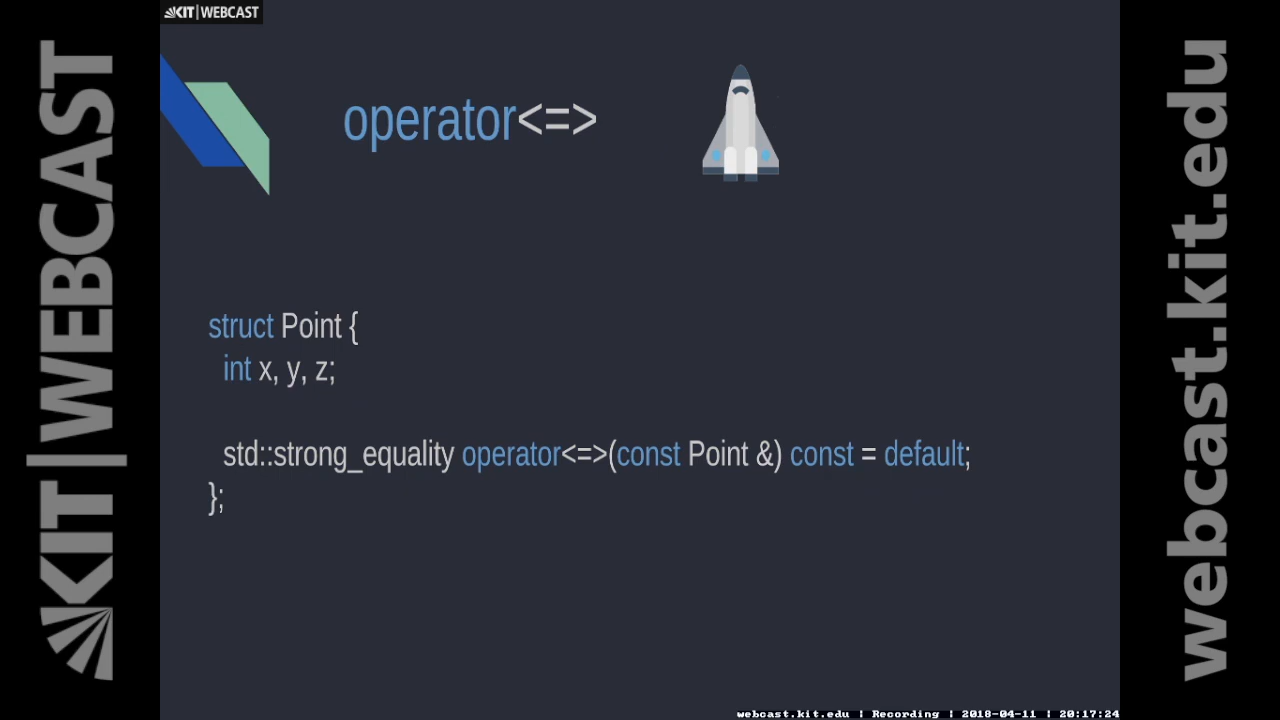 KIT|WEBCAST
KIT|WEBCAST
webcast.kit.edu
operator<=>
struct Point {
int x, y, z;
std::strong_equality operator<=>(const Point &) const = default;
};
webcast.kit.edu | Recording | 2018-04-11 | 20:17:24